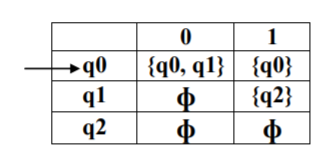 0 1
q0 {q0, q1} {q0}
q1 ϕ {q2}
q2 ϕ ϕ